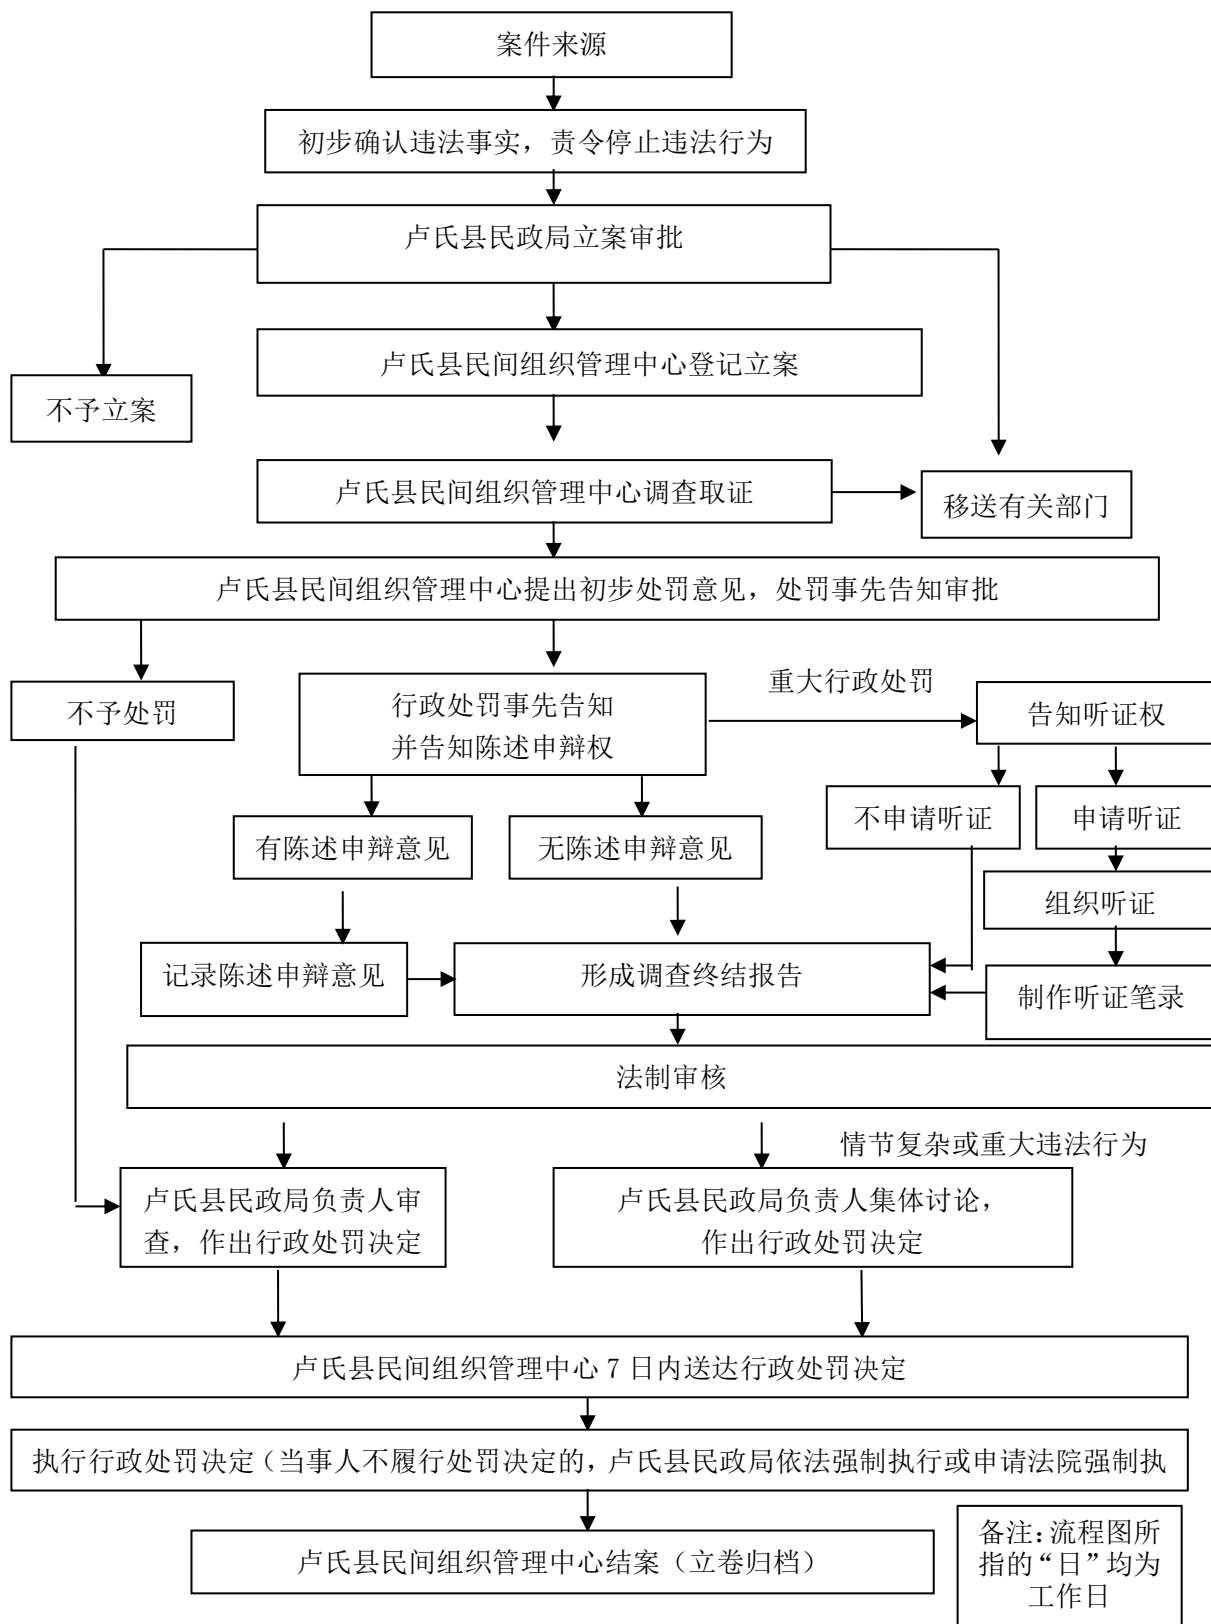 案件来源
初步确认违法事实，责令停止违法行为
卢氏县民政局立案审批
卢氏县民间组织管理中心登记立案
不予立案
卢氏县民间组织管理中心调查取证
移送有关部门
卢氏县民间组织管理中心提出初步处罚意见，处罚事先告知审批
不予处罚
行政处罚事先告知
并告知陈述申辩权
重大行政处罚
告知听证权
不申请听证
申请听证
有陈述申辩意见
无陈述申辩意见
组织听证
记录陈述申辩意见
形成调查终结报告
制作听证笔录
法制审核
情节复杂或重大违法行为
卢氏县民政局负责人审
查，作出行政处罚决定
卢氏县民政局负责人集体讨论，
作出行政处罚决定
卢氏县民间组织管理中心 7 日内送达行政处罚决定
执行行政处罚决定（当事人不履行处罚决定的，卢氏县民政局依法强制执行或申请法院强制执
卢氏县民间组织管理中心结案（立卷归档）
备注：流程图所
指的“日”均为
工作日